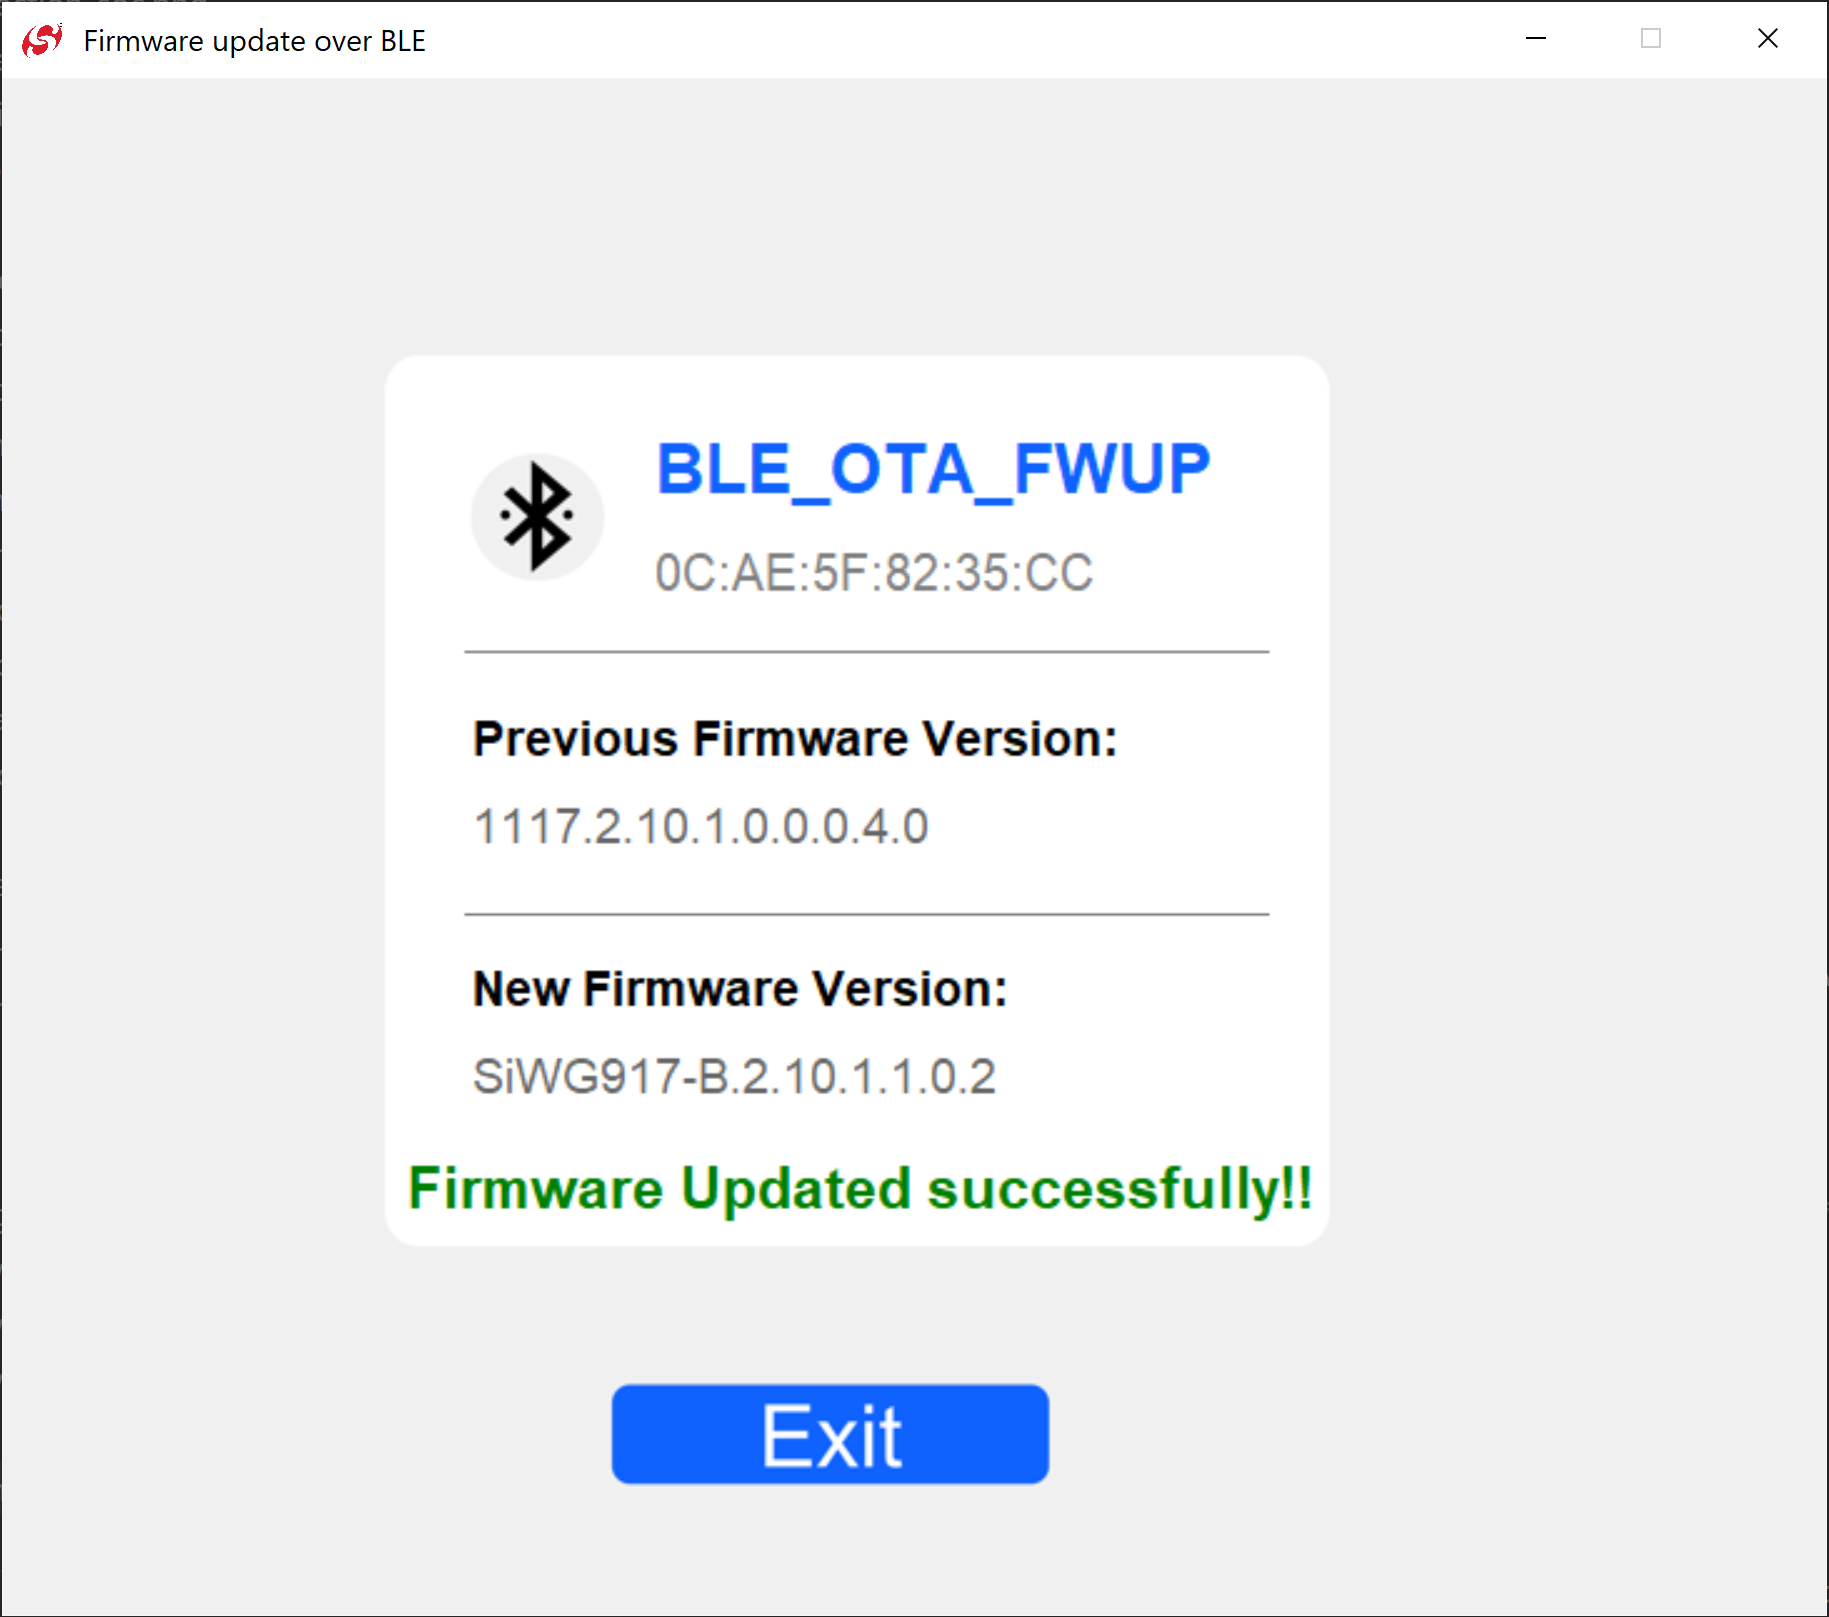 Firmware update over BLE
BLE_OTA_FWUP
0C:AE:5F:82:35:CC
Previous Firmware Version:
1117.2.10.1.0.0.0.4.0
New Firmware Version:
SiWG917-B.2.10.1.1.0.2
Firmware Updated successfully!!
Exit